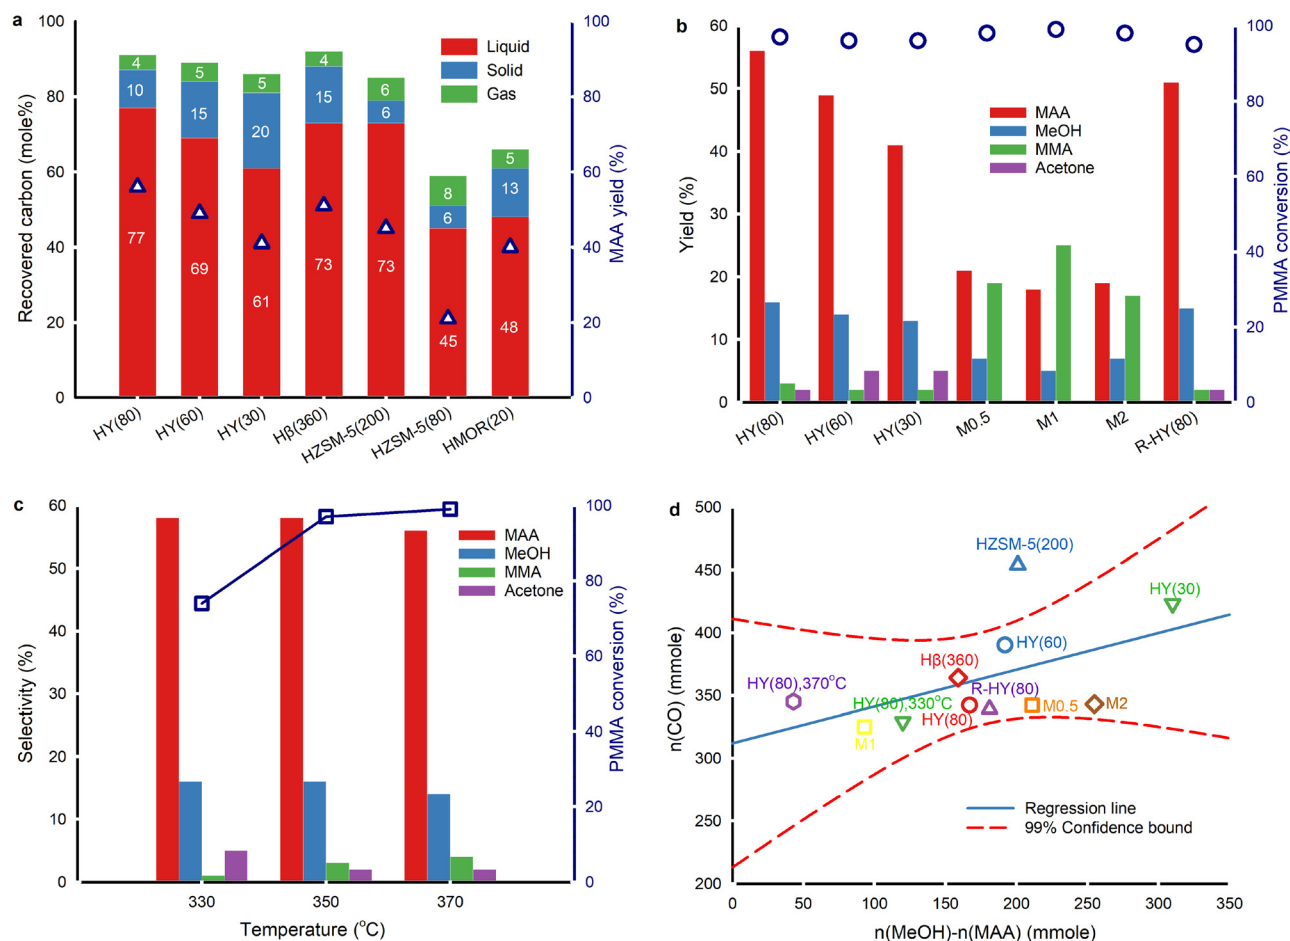 a
Recovered carbon (mole%)
100
80
60
40
20
0
Liquid
Solid
Gas
4
10
77
5
15
69
5
20
61
4
15
73
6
6
73
8
6
45
5
13
48
100
80
60
40
20
0
MAA yield (%)
HY(80)
HY(60)
HY(30)
Hβ(360)
HZSM-5(200)
HZSM-5(80)
HMOR(20)
b
Yield (%)
60
50
40
30
20
10
0
MAA
MeOH
MMA
Acetone
100
80
60
40
20
0
PMMA conversion (%)
HY(80)
HY(60)
HY(30)
M0.5
M1
M2
R-HY(80)
c
Selectivity (%)
60
50
40
30
20
10
0
MAA
MeOH
MMA
Acetone
100
80
60
40
20
0
PMMA conversion (%)
330
350
370
Temperature (°C)
d
n(CO) (mmole)
500
450
400
350
300
250
200
HZSM-5(200)
HY(30)
HY(60)
Hβ(360)
HY(80),370°C
R-HY(80)
HY(80),330°C
HY(80)
M0.5
M2
M1
Regression line
99% Confidence bound
0
50
100
150
200
250
300
350
n(MeOH)-n(MAA) (mmole)